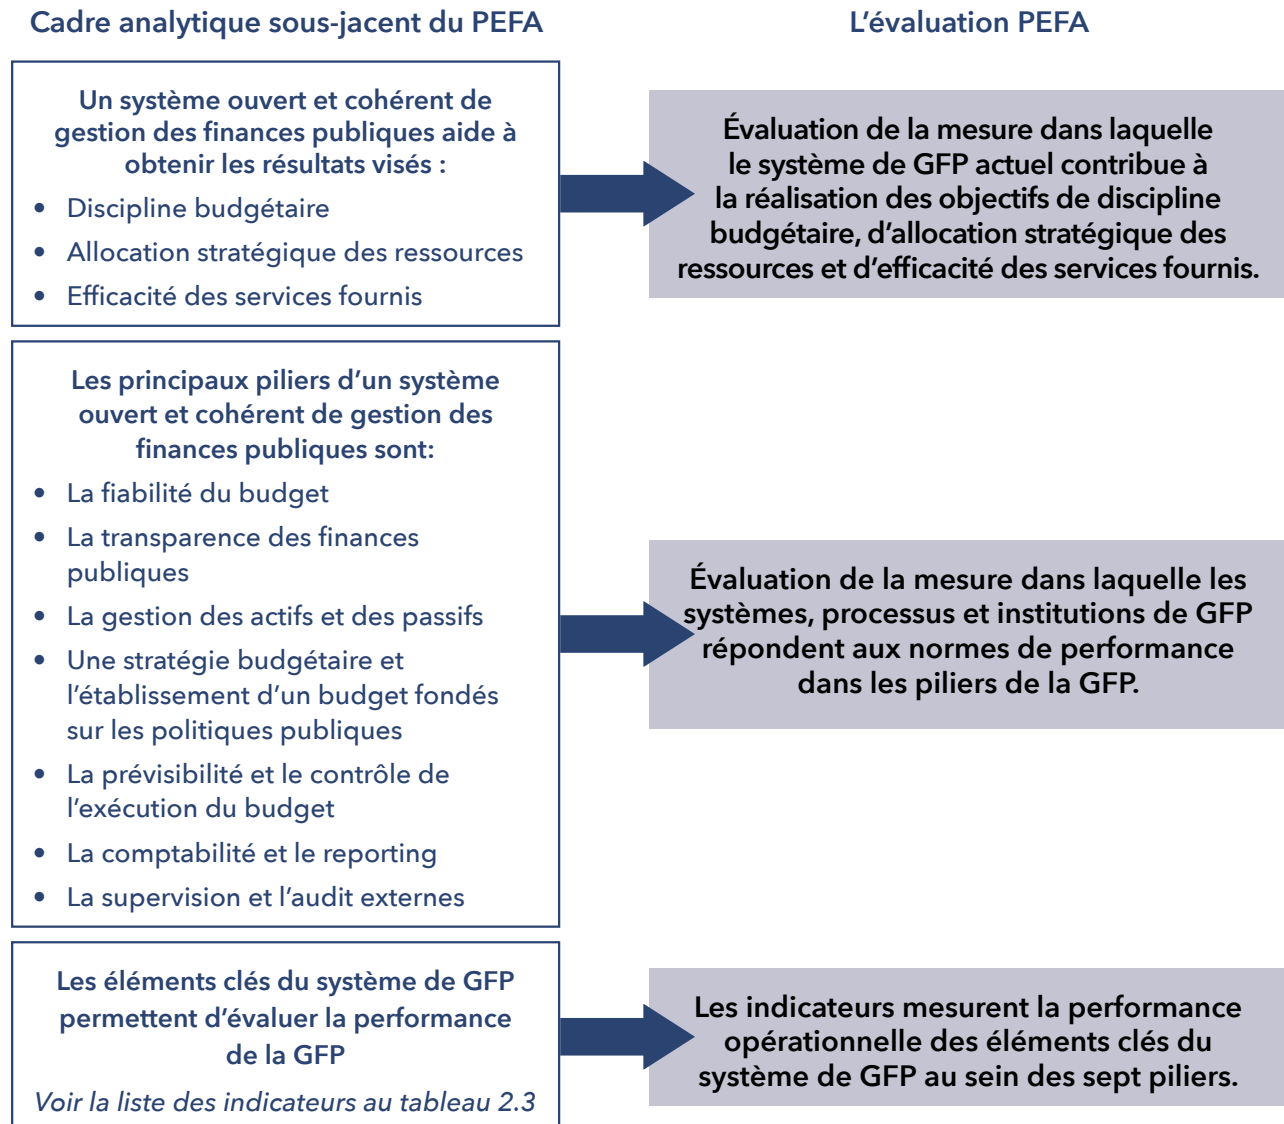 Cadre analytique sous-jacent du PEFA
L'évaluation PEFA
Un système ouvert et cohérent de
gestion des finances publiques aide à
obtenir les résultats visés :
• Discipline budgétaire
• Allocation stratégique des ressources
• Efficacité des services fournis
Évaluation de la mesure dans laquelle
le système de GFP actuel contribue à
la réalisation des objectifs de discipline
budgétaire, d'allocation stratégique des
ressources et d'efficacité des services fournis.
Les principaux piliers d'un système
ouvert et cohérent de gestion des
finances publiques sont:
• La fiabilité du budget
• La transparence des finances
publiques
• La gestion des actifs et des passifs
• Une stratégie budgétaire et
l'établissement d'un budget fondés
sur les politiques publiques
• La prévisibilité et le contrôle de
l'exécution du budget
• La comptabilité et le reporting
• La supervision et l'audit externes
Évaluation de la mesure dans laquelle les
systèmes, processus et institutions de GFP
répondent aux normes de performance
dans les piliers de la GFP.
Les éléments clés du système de GFP
permettent d'évaluer la performance
de la GFP
Voir la liste des indicateurs au tableau 2.3
Les indicateurs mesurent la performance
opérationnelle des éléments clés du
système de GFP au sein des sept piliers.